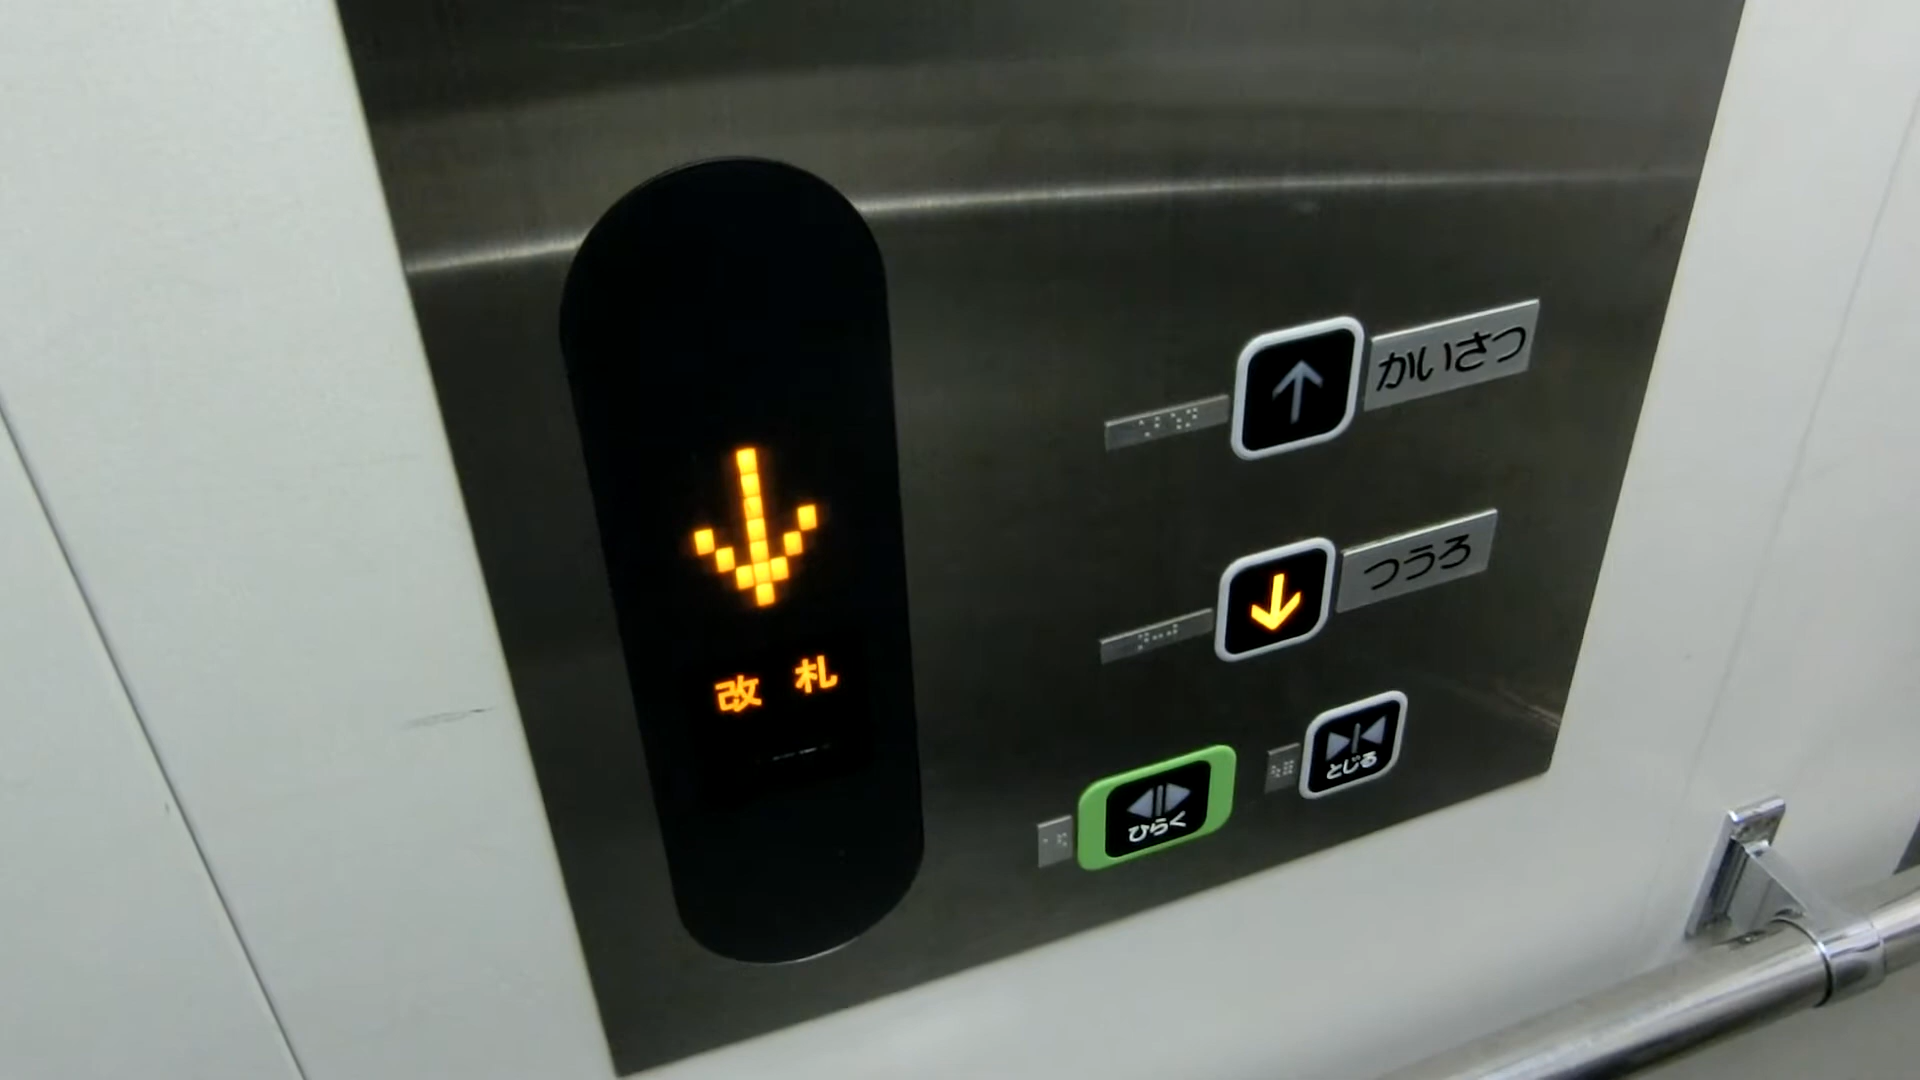 改札
かいさつ
つうろ
ひらく
とじる